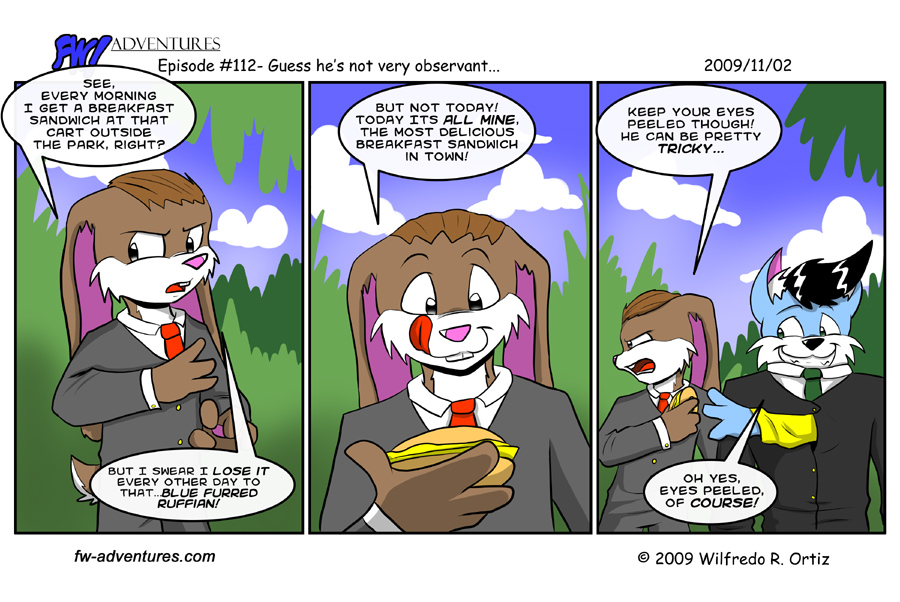 FW! ADVENTURES
Episode #112- Guess he's not very observant...
2009/11/02
SEE,
EVERY MORNING
I GET A BREAKFAST
SANDWICH AT THAT
CART OUTSIDE
THE PARK, RIGHT?
BUT I SWEAR I LOSE IT
EVERY OTHER DAY TO
THAT...BLUE FURRED
RUFFIAN!
BUT NOT TODAY!
TODAY ITS ALL MINE,
THE MOST DELICIOUS
BREAKFAST SANDWICH
IN TOWN!
KEEP YOUR EYES
PEELED THOUGH!
HE CAN BE PRETTY
TRICKY...
OH YES,
EYES PEELED,
OF COURSE!
fw-adventures.com
© 2009 Wilfredo R. Ortiz